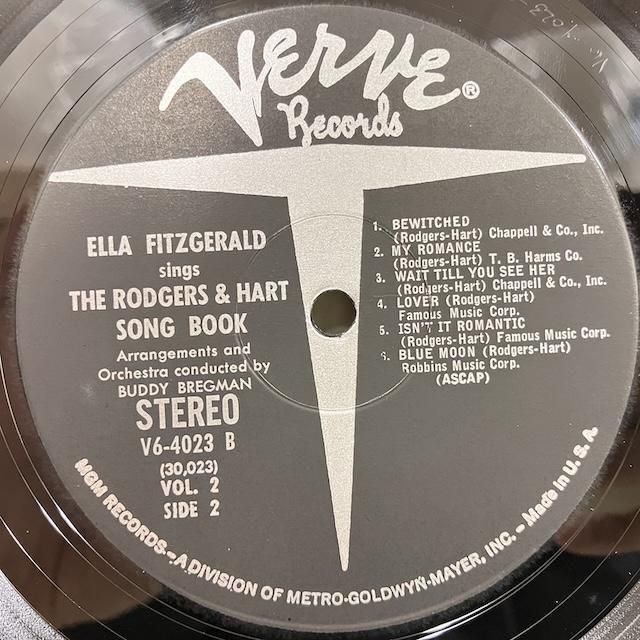 VERVE®
Records
ELLA FITZGERALD
sings
THE RODGERS & HART
SONG BOOK
Arrangements and
Orchestra conducted by
BUDDY BREGMAN
STEREO
V6-4023 B
(30,023)
VOL. 2
SIDE 2
1. BEWITCHED
(Rodgers-Hart) Chappell & Co., Inc.
2. MY ROMANCE
(Rodgers-Hart) T. B. Harms Co.
3. WAIT TILL YOU SEE HER
(Rodgers-Hart) Chappell & Co., Inc.
4. LOVER (Rodgers-Hart)
Famous Music Corp.
5. ISN'T IT ROMANTIC
(Rodgers-Hart) Famous Music Corp.
6. BLUE MOON (Rodgers-Hart)
Robbins Music Corp.
(ASCAP)
MGM RECORDS—A DIVISION OF METRO-GOLDWYN-MAYER, INC. – Made in U. S. A.